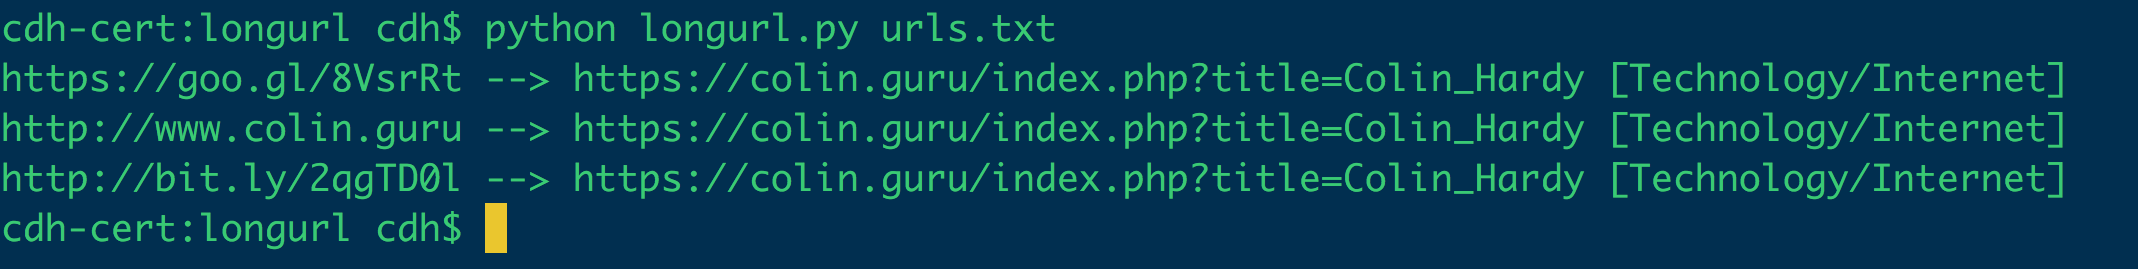 cdh-cert:longurl cdh$ python longurl.py urls.txt
https://goo.gl/8VsrRt --> https://colin.guru/index.php?title=Colin_Hardy [Technology/Internet]
http://www.colin.guru --> https://colin.guru/index.php?title=Colin_Hardy [Technology/Internet]
http://bit.ly/2qgTD0l --> https://colin.guru/index.php?title=Colin_Hardy [Technology/Internet]
cdh-cert:longurl cdh$